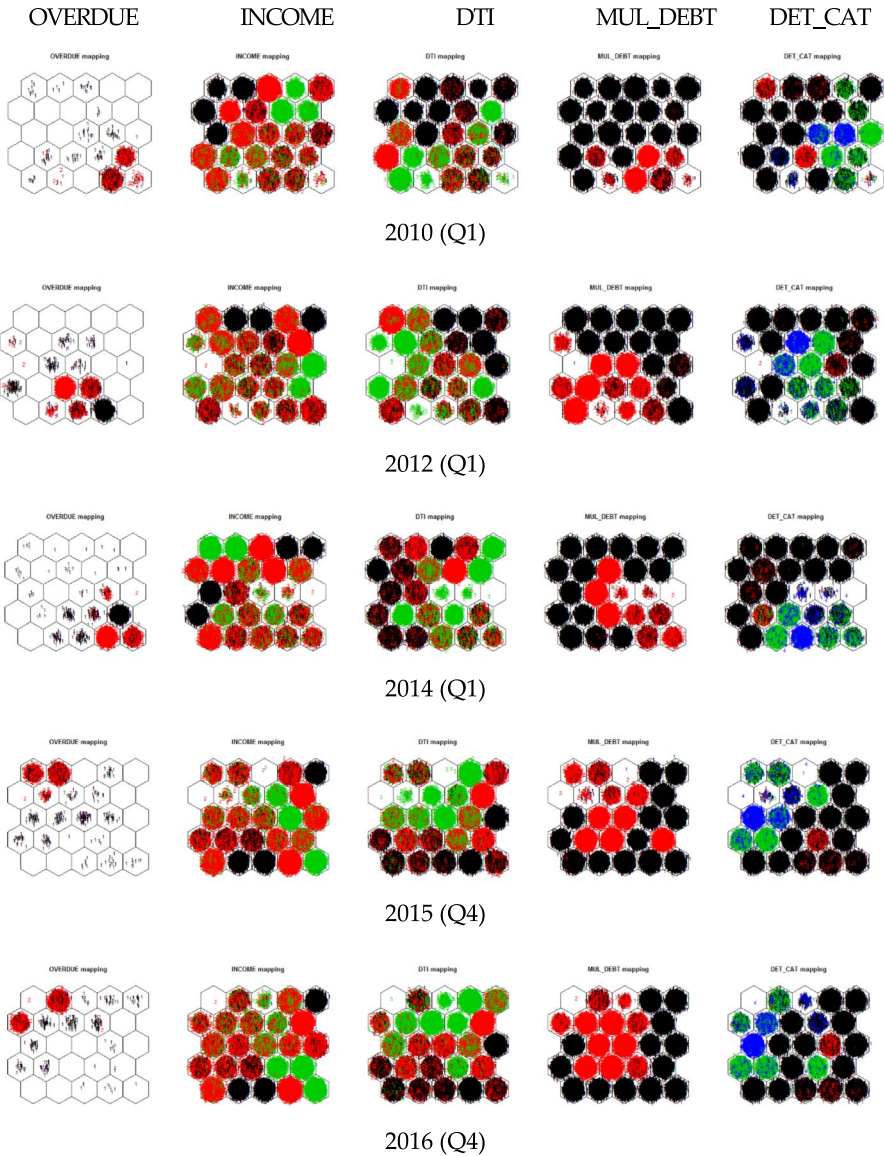 OVERDUE INCOME DTI MUL_DEBT DET_CAT
OVERDUE mapping INCOME mapping DTI mapping MUL_DEBT mapping DET_CAT mapping
2010 (Q1)
OVERDUE mapping INCOME mapping DTI mapping MUL_DEBT mapping DET_CAT mapping
2012 (Q1)
OVERDUE mapping INCOME mapping DTI mapping MUL_DEBT mapping DET_CAT mapping
2014 (Q1)
OVERDUE mapping INCOME mapping DTI mapping MUL_DEBT mapping DET_CAT mapping
2015 (Q4)
OVERDUE mapping INCOME mapping DTI mapping MUL_DEBT mapping DET_CAT mapping
2016 (Q4)